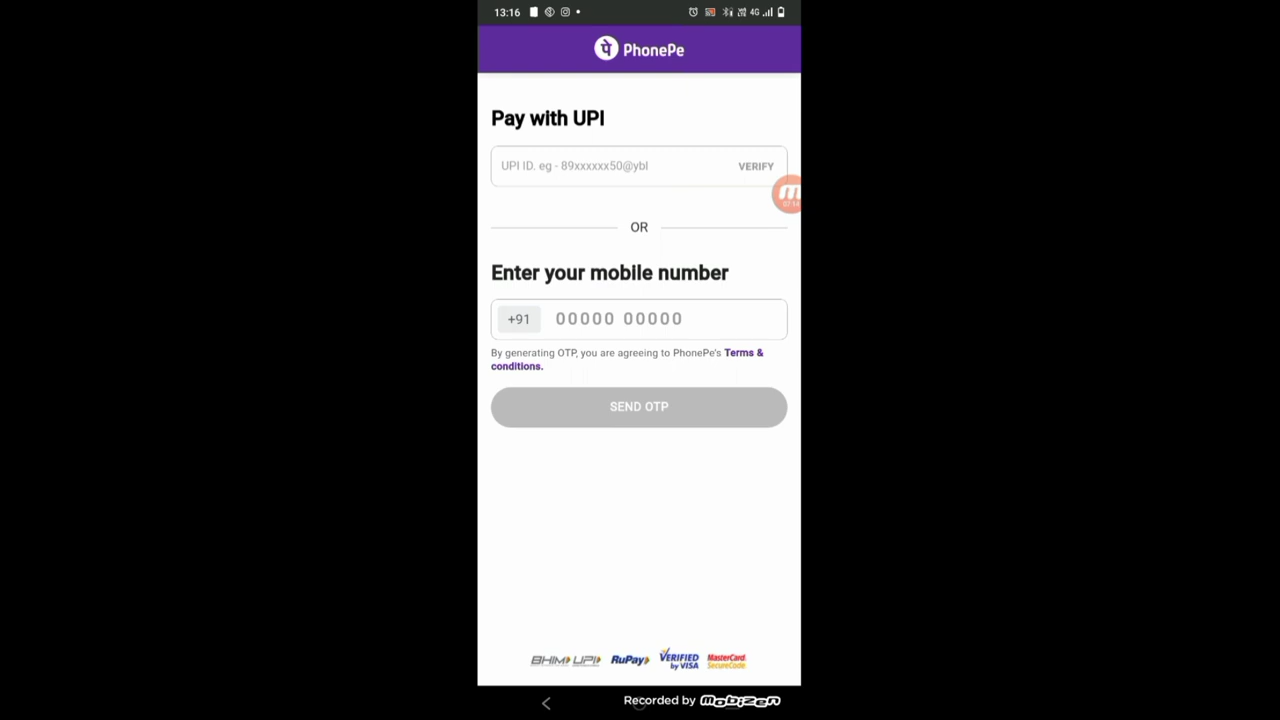 13:16
4G
पे PhonePe
Pay with UPI
UPI ID. eg - 89xxxxxx50@ybl VERIFY
OR
Enter your mobile number
+91 00000 00000
By generating OTP, you are agreeing to PhonePe's Terms &
conditions.
SEND OTP
BHIM UPI RuPay VERIFIED by VISA MasterCard SecureCode
Recorded by mobizen